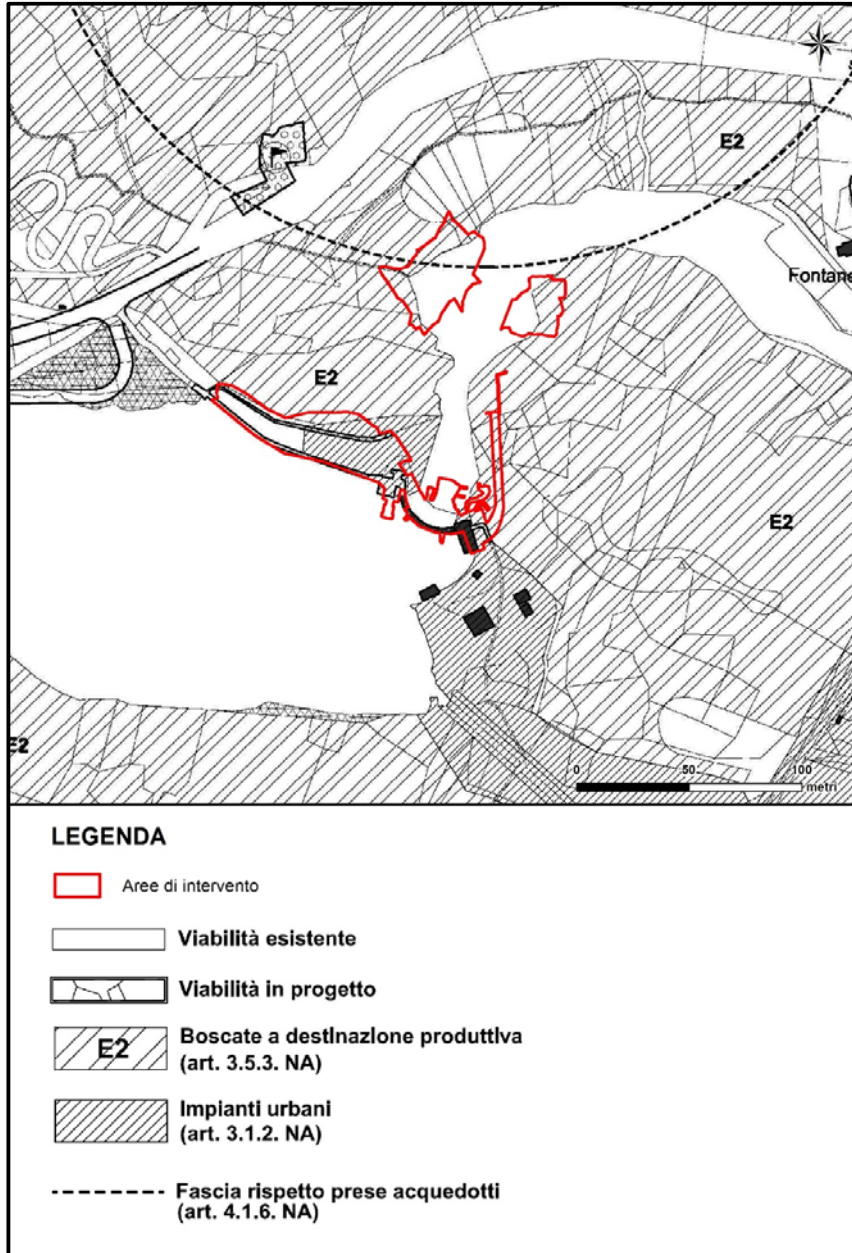 E2
Fontane
E2
E2
E2
0 50 100
metri
LEGENDA
Aree di intervento
Viabilità esistente
Viabilità in progetto
E2
Boscate a destinazione produttiva
(art. 3.5.3. NA)
Impianti urbani
(art. 3.1.2. NA)
Fascia rispetto prese acquedotti
(art. 4.1.6. NA)